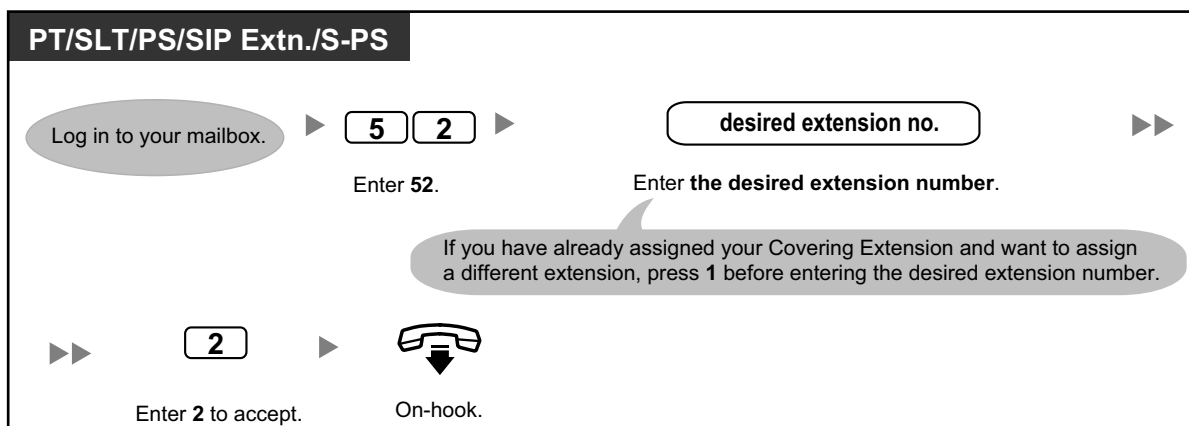 PT/SLT/PS/SIP Extn./S-PS
Log in to your mailbox.
5 2
desired extension no.
Enter 52.
Enter the desired extension number.
If you have already assigned your Covering Extension and want to assign
a different extension, press 1 before entering the desired extension number.
2
Enter 2 to accept.
On-hook.